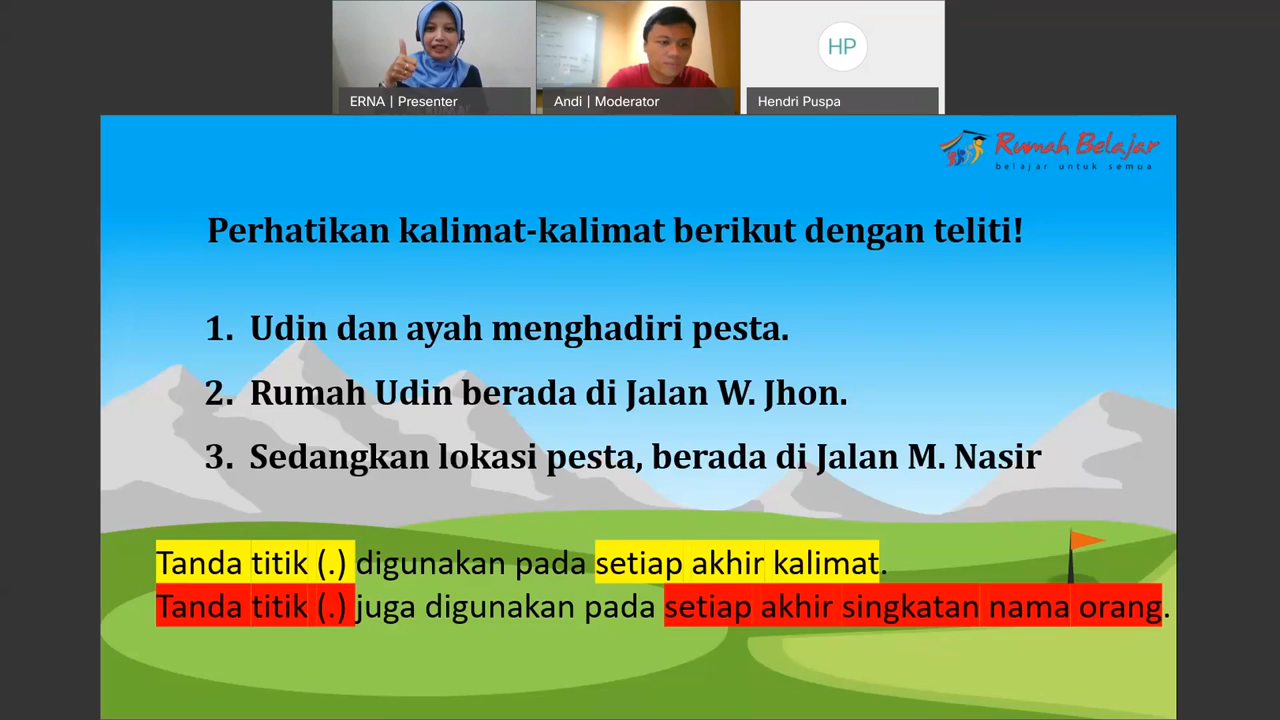 ERNA | Presenter
Andi | Moderator
HP
Hendri Puspa
Rumah Belajar
belajar untuk semua
Perhatikan kalimat-kalimat berikut dengan teliti!
1. Udin dan ayah menghadiri pesta.
2. Rumah Udin berada di Jalan W. Jhon.
3. Sedangkan lokasi pesta, berada di Jalan M. Nasir
Tanda titik (.) digunakan pada setiap akhir kalimat.
Tanda titik (.) juga digunakan pada setiap akhir singkatan nama orang.